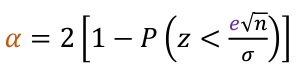 α = 2 [1 − P (z < e√n / σ)]